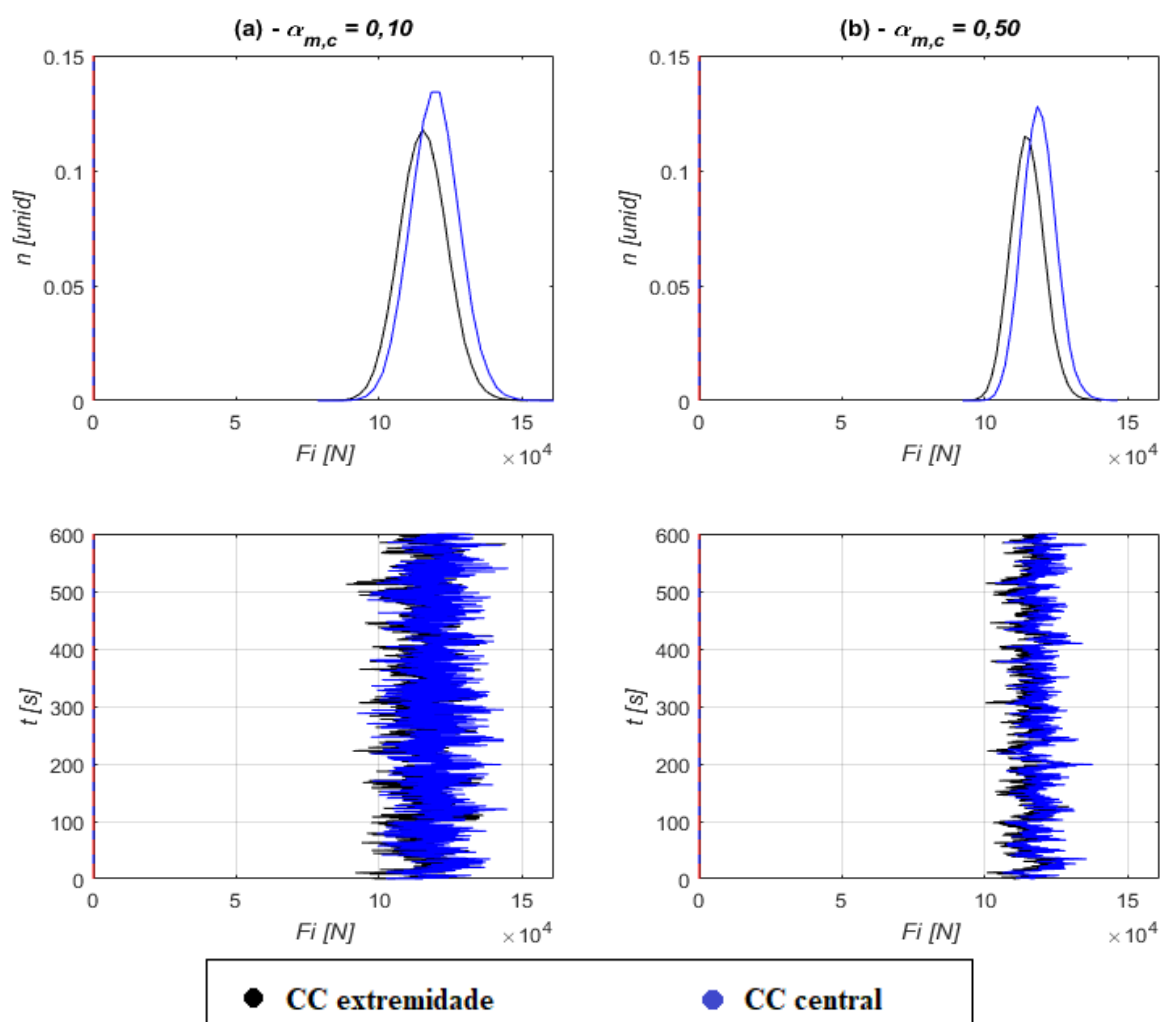 (a) - α_{m,c} = 0,10
(b) - α_{m,c} = 0,50
n [unid]
0.15
0.1
0.05
0
0 5 10 15
Fi [N]
×10^4
n [unid]
0.15
0.1
0.05
0
0 5 10 15
Fi [N]
×10^4
t [s]
600
500
400
300
200
100
0
0 5 10 15
Fi [N]
×10^4
t [s]
600
500
400
300
200
100
0
0 5 10 15
Fi [N]
×10^4
CC extremidade
CC central